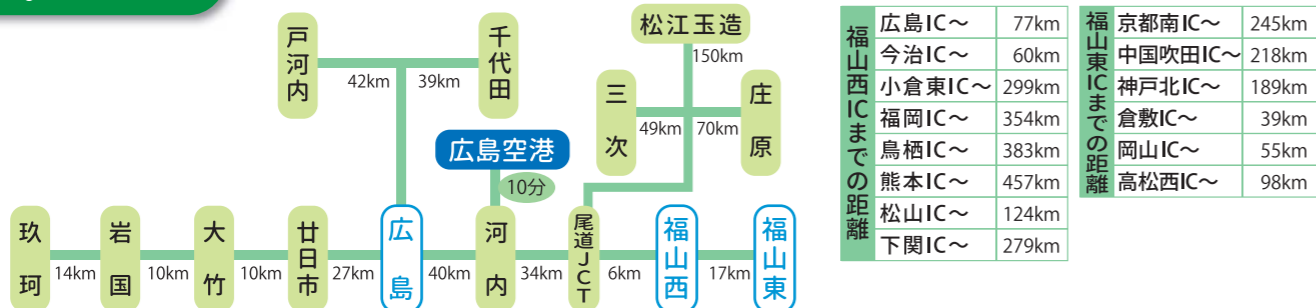 戸河内
千代田
42km
39km
松江玉造
150km
三次
庄原
49km
70km
広島空港
10分
玖珂
14km
岩国
10km
大竹
10km
廿日市
27km
広島
40km
河内
34km
尾道JCT
6km
福山西
17km
福山東
福山西ICまでの距離
広島IC〜 77km
今治IC〜 60km
小倉東IC〜 299km
福岡IC〜 354km
鳥栖IC〜 383km
熊本IC〜 457km
松山IC〜 124km
下関IC〜 279km
福山東ICまでの距離
京都南IC〜 245km
中国吹田IC〜 218km
神戸北IC〜 189km
倉敷IC〜 39km
岡山IC〜 55km
高松西IC〜 98km